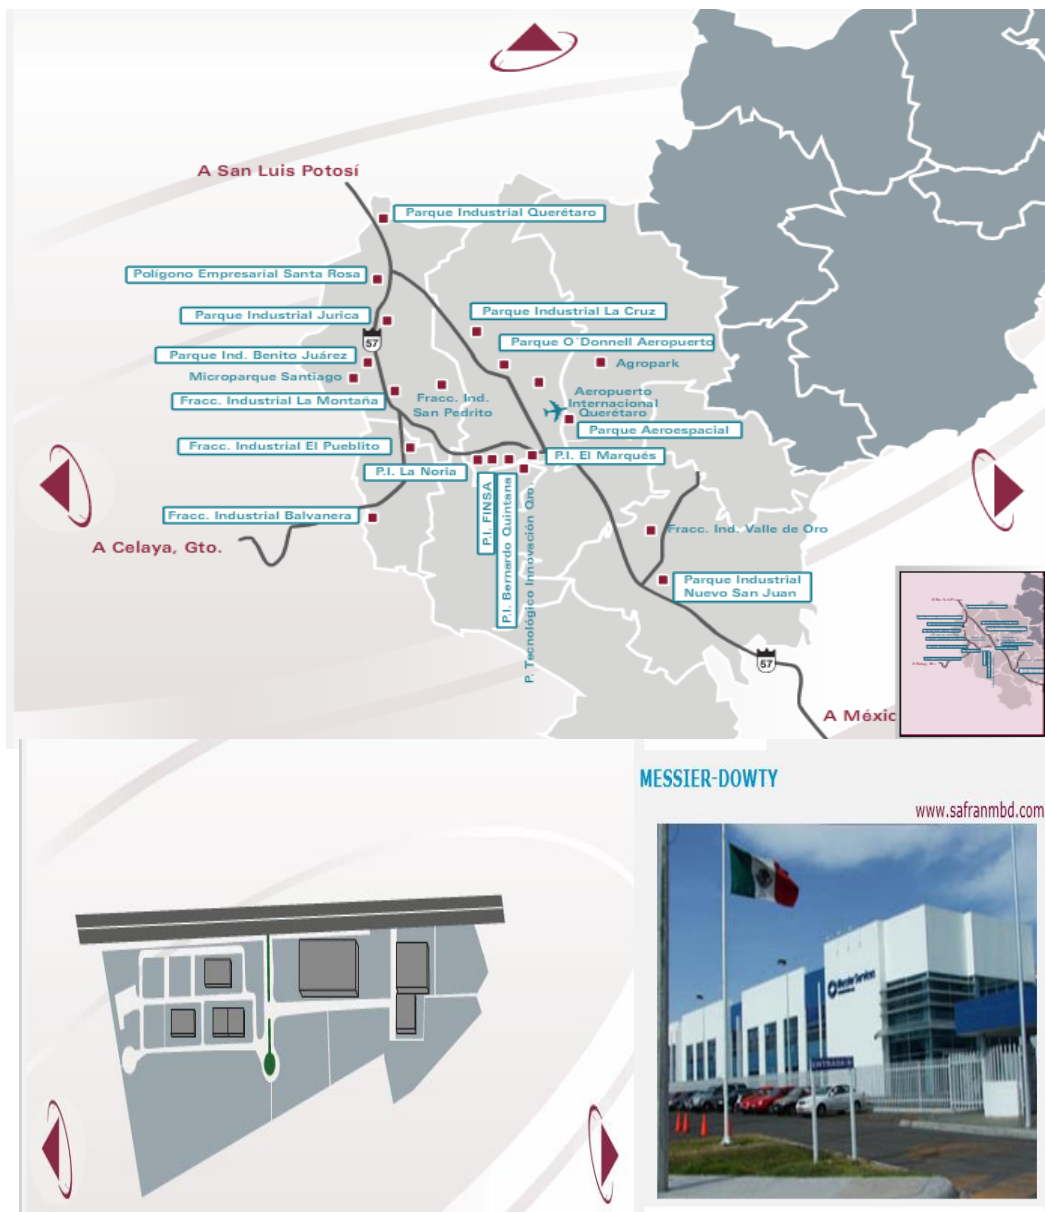 A San Luis Potosí
Parque Industrial Querétaro
Polígono Empresarial Santa Rosa
Parque Industrial La Cruz
Parque Industrial Jurica
57
Parque O´Donnell Aeropuerto
Parque Ind. Benito Juárez
Agropark
Microparque Santiago
Fracc. Industrial La Montaña
Fracc. Ind.
San Pedrito
Aeropuerto
Internacional
Querétaro
Parque Aeroespacial
Fracc. Industrial El Pueblito
P.I. El Marqués
P.I. La Noria
P.I. FINSA
P.I. Bernardo Quintana
P. Tecnológico Innovación Qro.
Fracc. Industrial Balvanera
Fracc. Ind. Valle de Oro
A Celaya, Gto.
Parque Industrial
Nuevo San Juan
57
A Méxic
MESSIER-DOWTY
www.safranmbd.com
Messier Services
ENTRADA